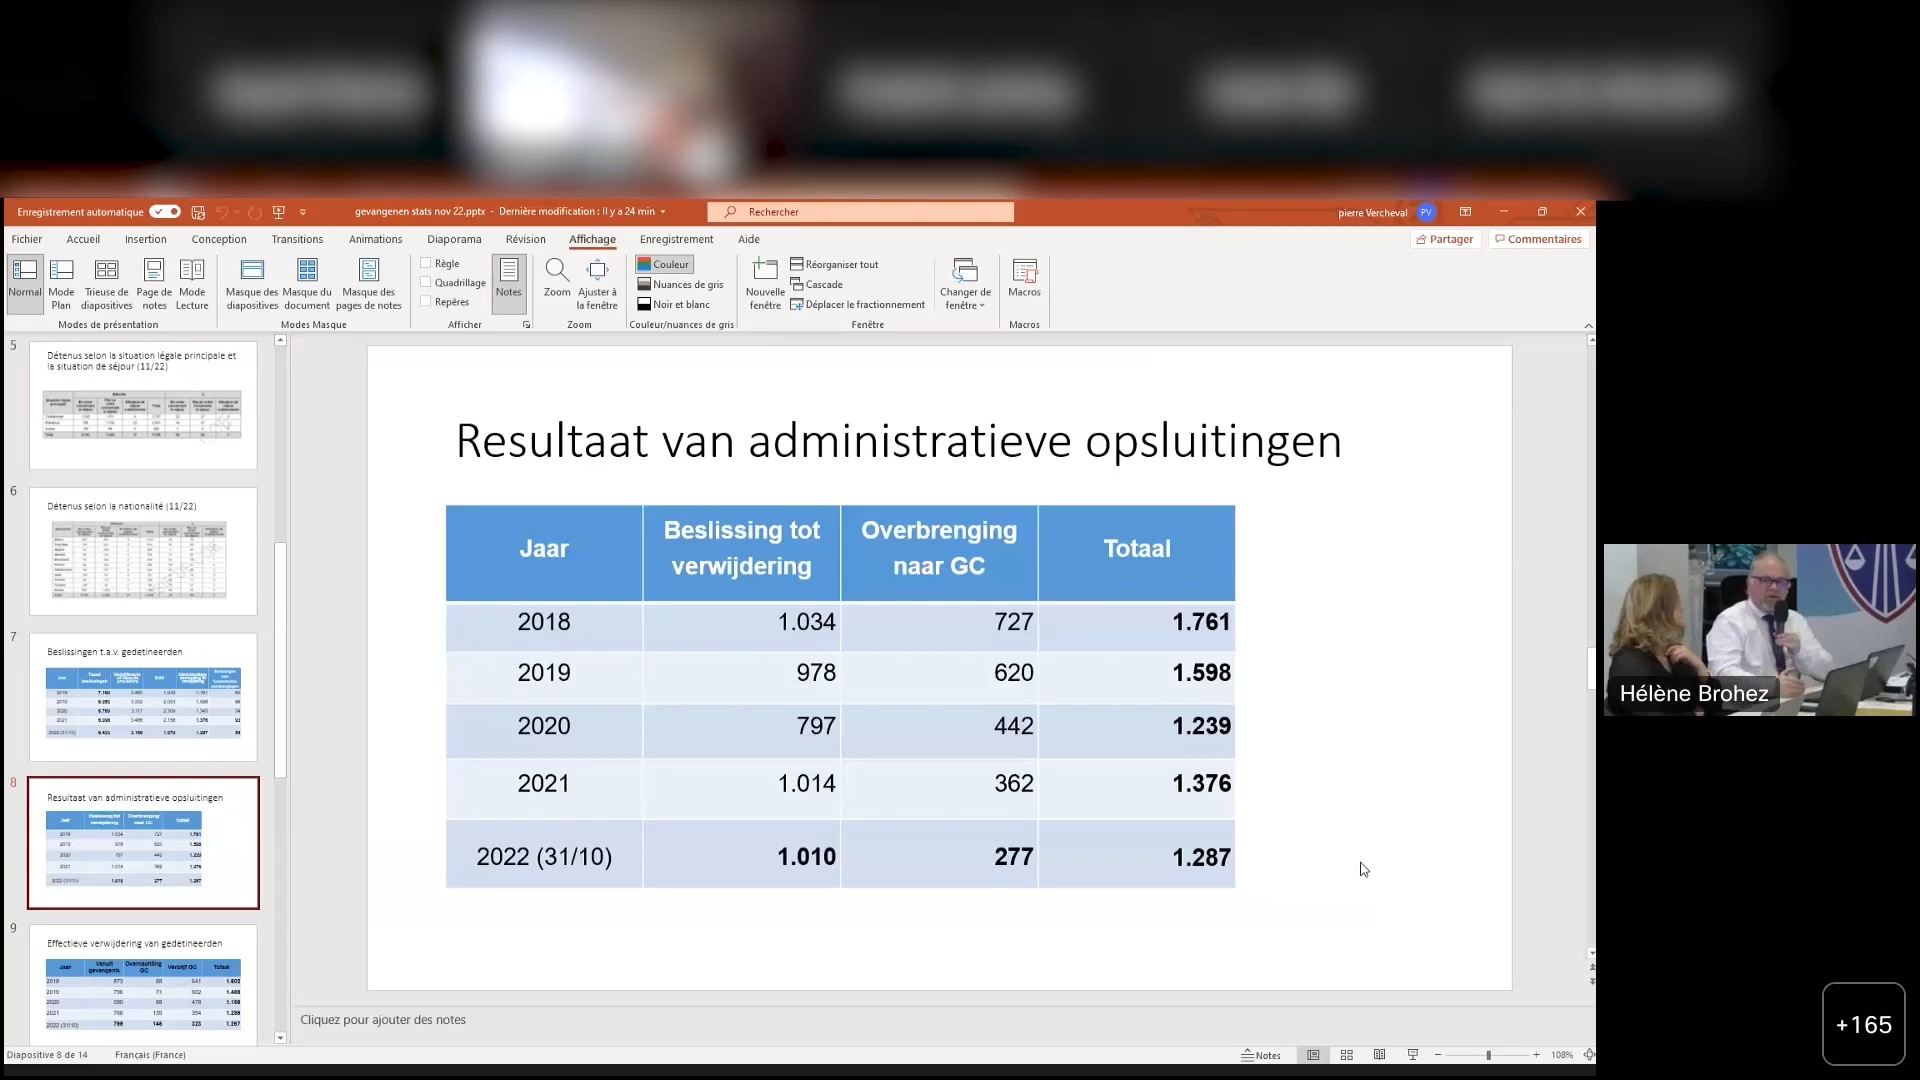 Enregistrement automatique
gevangenen stats nov 22.pptx - Dernière modification : Il y a 24 min
Rechercher
pierre Vercheval
PV
Fichier
Accueil
Insertion
Conception
Transitions
Animations
Diaporama
Révision
Affichage
Enregistrement
Aide
Partager
Commentaires
Normal
Mode Plan
Trieuse de diapositives
Page de notes
Mode Lecture
Modes de présentation
Masque des diapositives
Masque du document
Masque des pages de notes
Modes Masque
Règle
Quadrillage
Repères
Afficher
Notes
Zoom
Ajuster à la fenêtre
Zoom
Couleur
Nuances de gris
Noir et blanc
Couleur/nuances de gris
Nouvelle fenêtre
Réorganiser tout
Cascade
Déplacer le fractionnement
Changer de fenêtre
Fenêtre
Macros
Macros
5
Détenus selon la situation légale principale et
la situation de séjour (11/22)
6
Détenus selon la nationalité (11/22)
7
Beslissingen t.a.v. gedetineerden
8
Resultaat van administratieve opsluitingen
9
Effectieve verwijdering van gedetineerden
Resultaat van administratieve opsluitingen
Jaar Beslissing tot verwijdering Overbrenging naar GC Totaal
2018 1.034 727 1.761
2019 978 620 1.598
2020 797 442 1.239
2021 1.014 362 1.376
2022 (31/10) 1.010 277 1.287
Cliquez pour ajouter des notes
Diapositive 8 de 14
Français (France)
Notes
108%
Hélène Brohez
+165